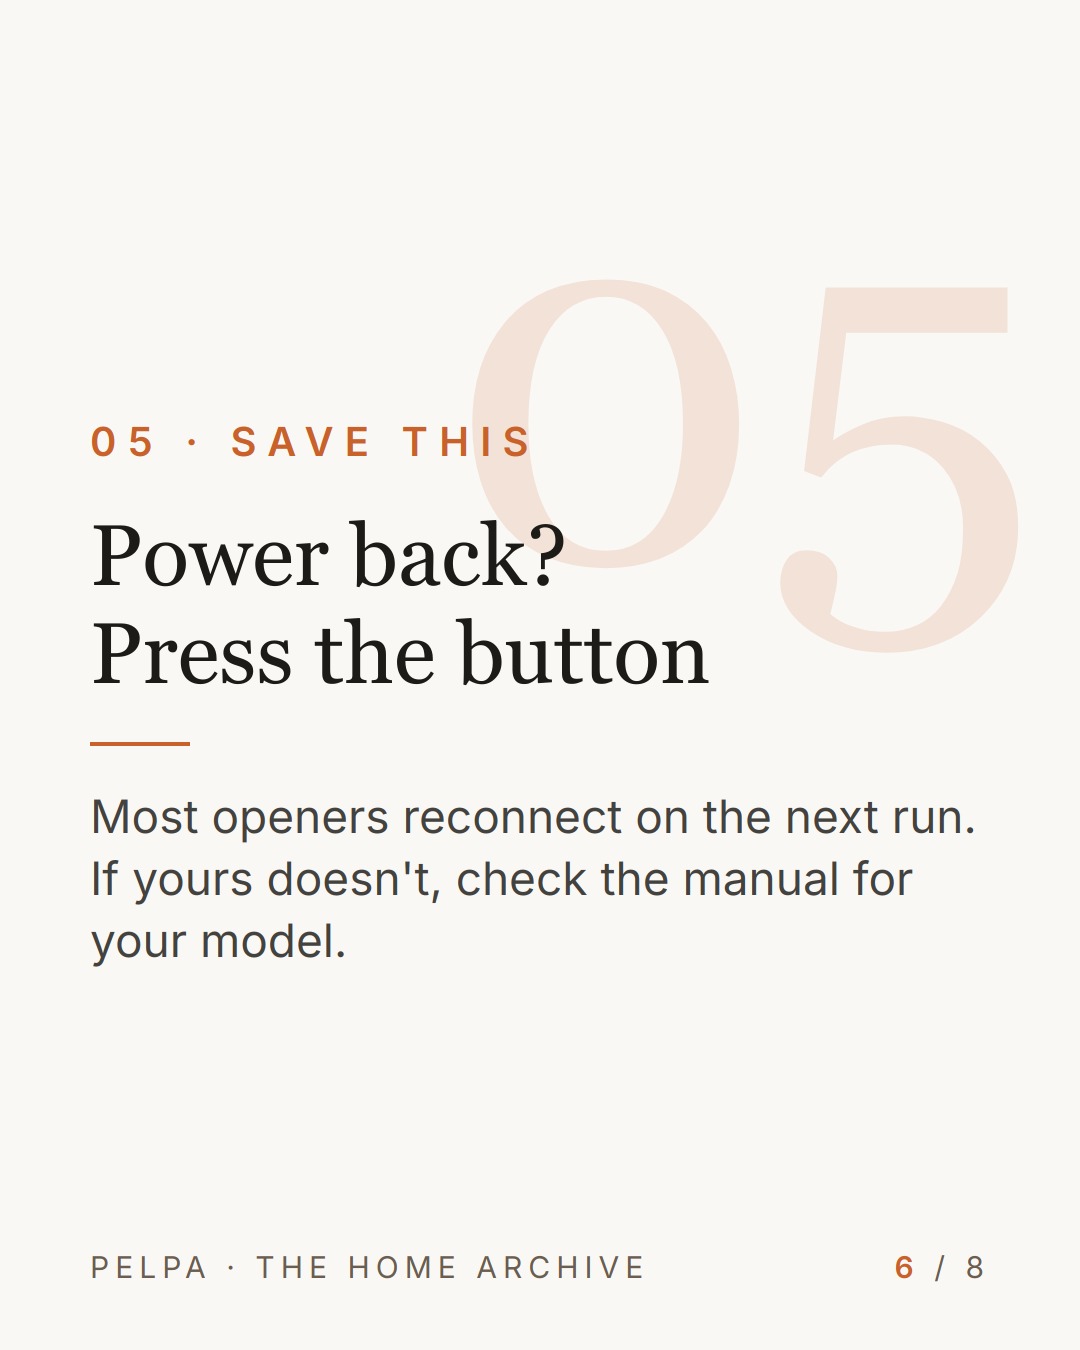 05
05 · SAVE THIS
Power back?
Press the button
Most openers reconnect on the next run.
If yours doesn't, check the manual for
your model.
PELPA · THE HOME ARCHIVE
6 / 8